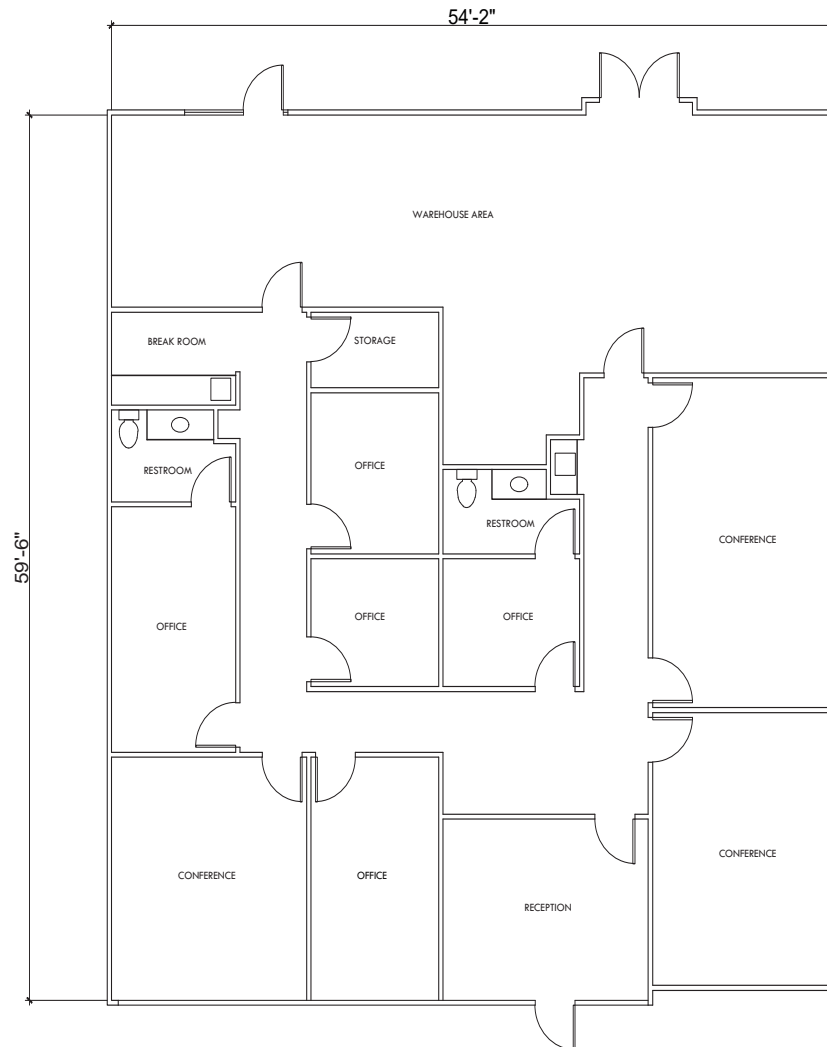 54'-2"
WAREHOUSE AREA
BREAK ROOM
STORAGE
OFFICE
RESTROOM
RESTROOM
CONFERENCE
59'-6"
OFFICE
OFFICE
OFFICE
CONFERENCE
CONFERENCE
OFFICE
RECEPTION